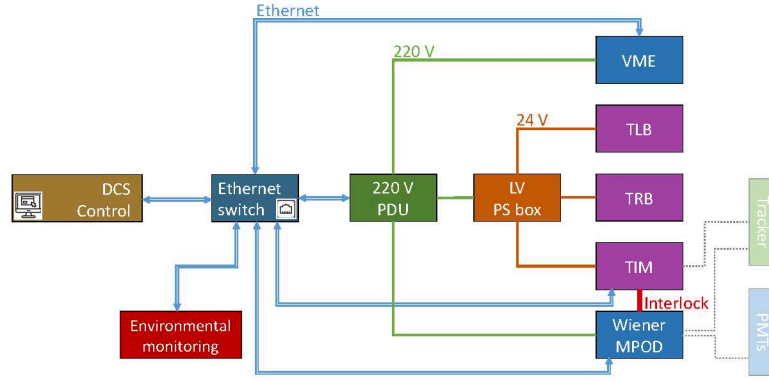 Ethernet
220 V
VME
24 V
TLB
DCS
Control
Ethernet
switch
220 V
PDU
LV
PS box
TRB
Tracker
TIM
Interlock
Environmental
monitoring
Wiener
MPOD
PMTs